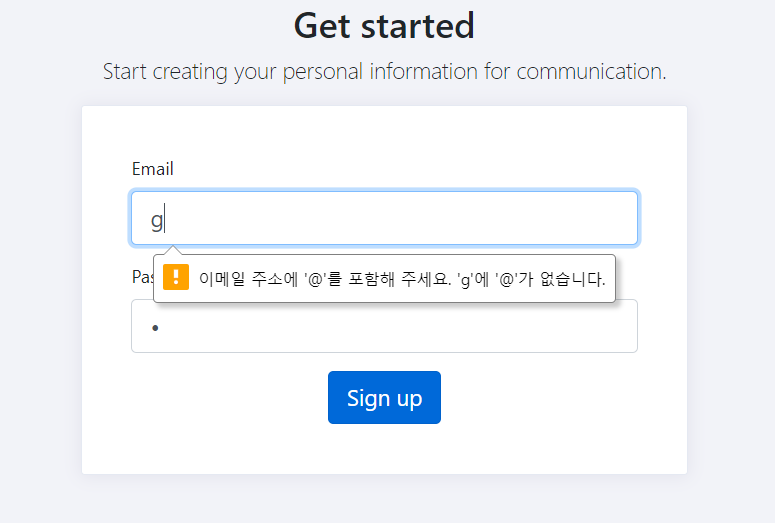 Get started
Start creating your personal information for communication.
Email
g
이메일 주소에 '@'를 포함해 주세요. 'g'에 '@'가 없습니다.
Pas
•
Sign up